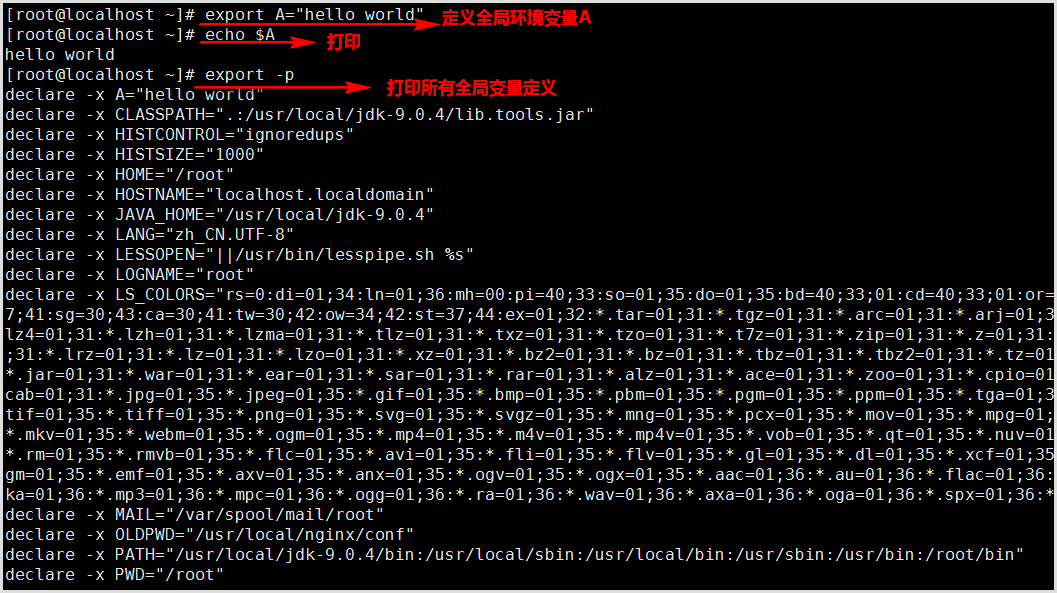 [root@localhost ~]# export A="hello world" 定义全局环境变量A
[root@localhost ~]# echo $A 打印
hello world
[root@localhost ~]# export -p
打印所有全局变量定义
declare -x A="hello world"
declare -x CLASSPATH=".:/usr/local/jdk-9.0.4/lib.tools.jar"
declare -x HISTCONTROL="ignoredups"
declare -x HISTSIZE="1000"
declare -x HOME="/root"
declare -x HOSTNAME="localhost.localdomain"
declare -x JAVA_HOME="/usr/local/jdk-9.0.4"
declare -x LANG="zh_CN.UTF-8"
declare -x LESSOPEN="||/usr/bin/lesspipe.sh %s"
declare -x LOGNAME="root"
declare -x LS_COLORS="rs=0:di=01;34:ln=01;36:mh=00:pi=40;33:so=01;35:do=01;35:bd=40;33;01:cd=40;33;01:or=
7;41:sg=30;43:ca=30;41:tw=30;42:ow=34;42:st=37;44:ex=01;32:*.tar=01;31:*.tgz=01;31:*.arc=01;31:*.arj=01;3
lz4=01;31:*.lzh=01;31:*.lzma=01;31:*.tlz=01;31:*.txz=01;31:*.tzo=01;31:*.t7z=01;31:*.zip=01;31:*.z=01;31:
;31:*.lrz=01;31:*.lz=01;31:*.lzo=01;31:*.xz=01;31:*.bz2=01;31:*.bz=01;31:*.tbz=01;31:*.tbz2=01;31:*.tz=01
*.jar=01;31:*.war=01;31:*.ear=01;31:*.sar=01;31:*.rar=01;31:*.alz=01;31:*.ace=01;31:*.zoo=01;31:*.cpio=01
cab=01;31:*.jpg=01;35:*.jpeg=01;35:*.gif=01;35:*.bmp=01;35:*.pbm=01;35:*.pgm=01;35:*.ppm=01;35:*.tga=01;3
tif=01;35:*.tiff=01;35:*.png=01;35:*.svg=01;35:*.svgz=01;35:*.mng=01;35:*.pcx=01;35:*.mov=01;35:*.mpg=01;
*.mkv=01;35:*.webm=01;35:*.ogm=01;35:*.mp4=01;35:*.m4v=01;35:*.mp4v=01;35:*.vob=01;35:*.qt=01;35:*.nuv=01
*.rm=01;35:*.rmvb=01;35:*.flc=01;35:*.avi=01;35:*.fli=01;35:*.flv=01;35:*.gl=01;35:*.dl=01;35:*.xcf=01;35
gm=01;35:*.emf=01;35:*.axv=01;35:*.anx=01;35:*.ogv=01;35:*.ogx=01;35:*.aac=01;36:*.au=01;36:*.flac=01;36:
ka=01;36:*.mp3=01;36:*.mpc=01;36:*.ogg=01;36:*.ra=01;36:*.wav=01;36:*.axa=01;36:*.oga=01;36:*.spx=01;36:*
declare -x MAIL="/var/spool/mail/root"
declare -x OLDPWD="/usr/local/nginx/conf"
declare -x PATH="/usr/local/jdk-9.0.4/bin:/usr/local/sbin:/usr/local/bin:/usr/sbin:/usr/bin:/root/bin"
declare -x PWD="/root"